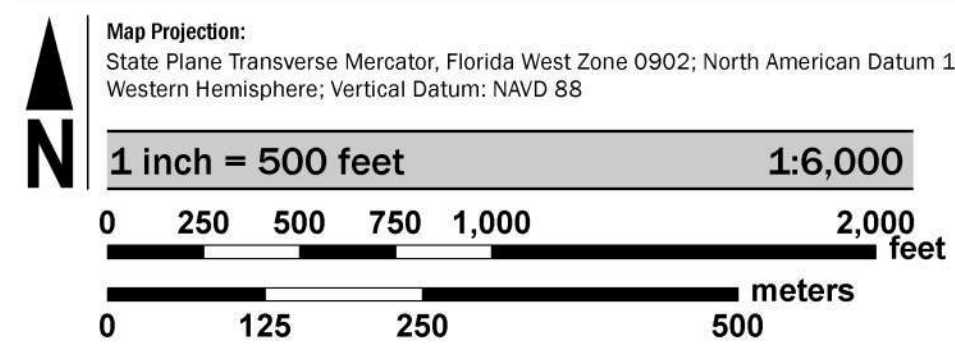 Map Projection:
State Plane Transverse Mercator, Florida West Zone 0902; North American Datum 1
Western Hemisphere; Vertical Datum: NAVD 88
N
1 inch = 500 feet 1:6,000
0 250 500 750 1,000 2,000
feet
meters
0 125 250 500